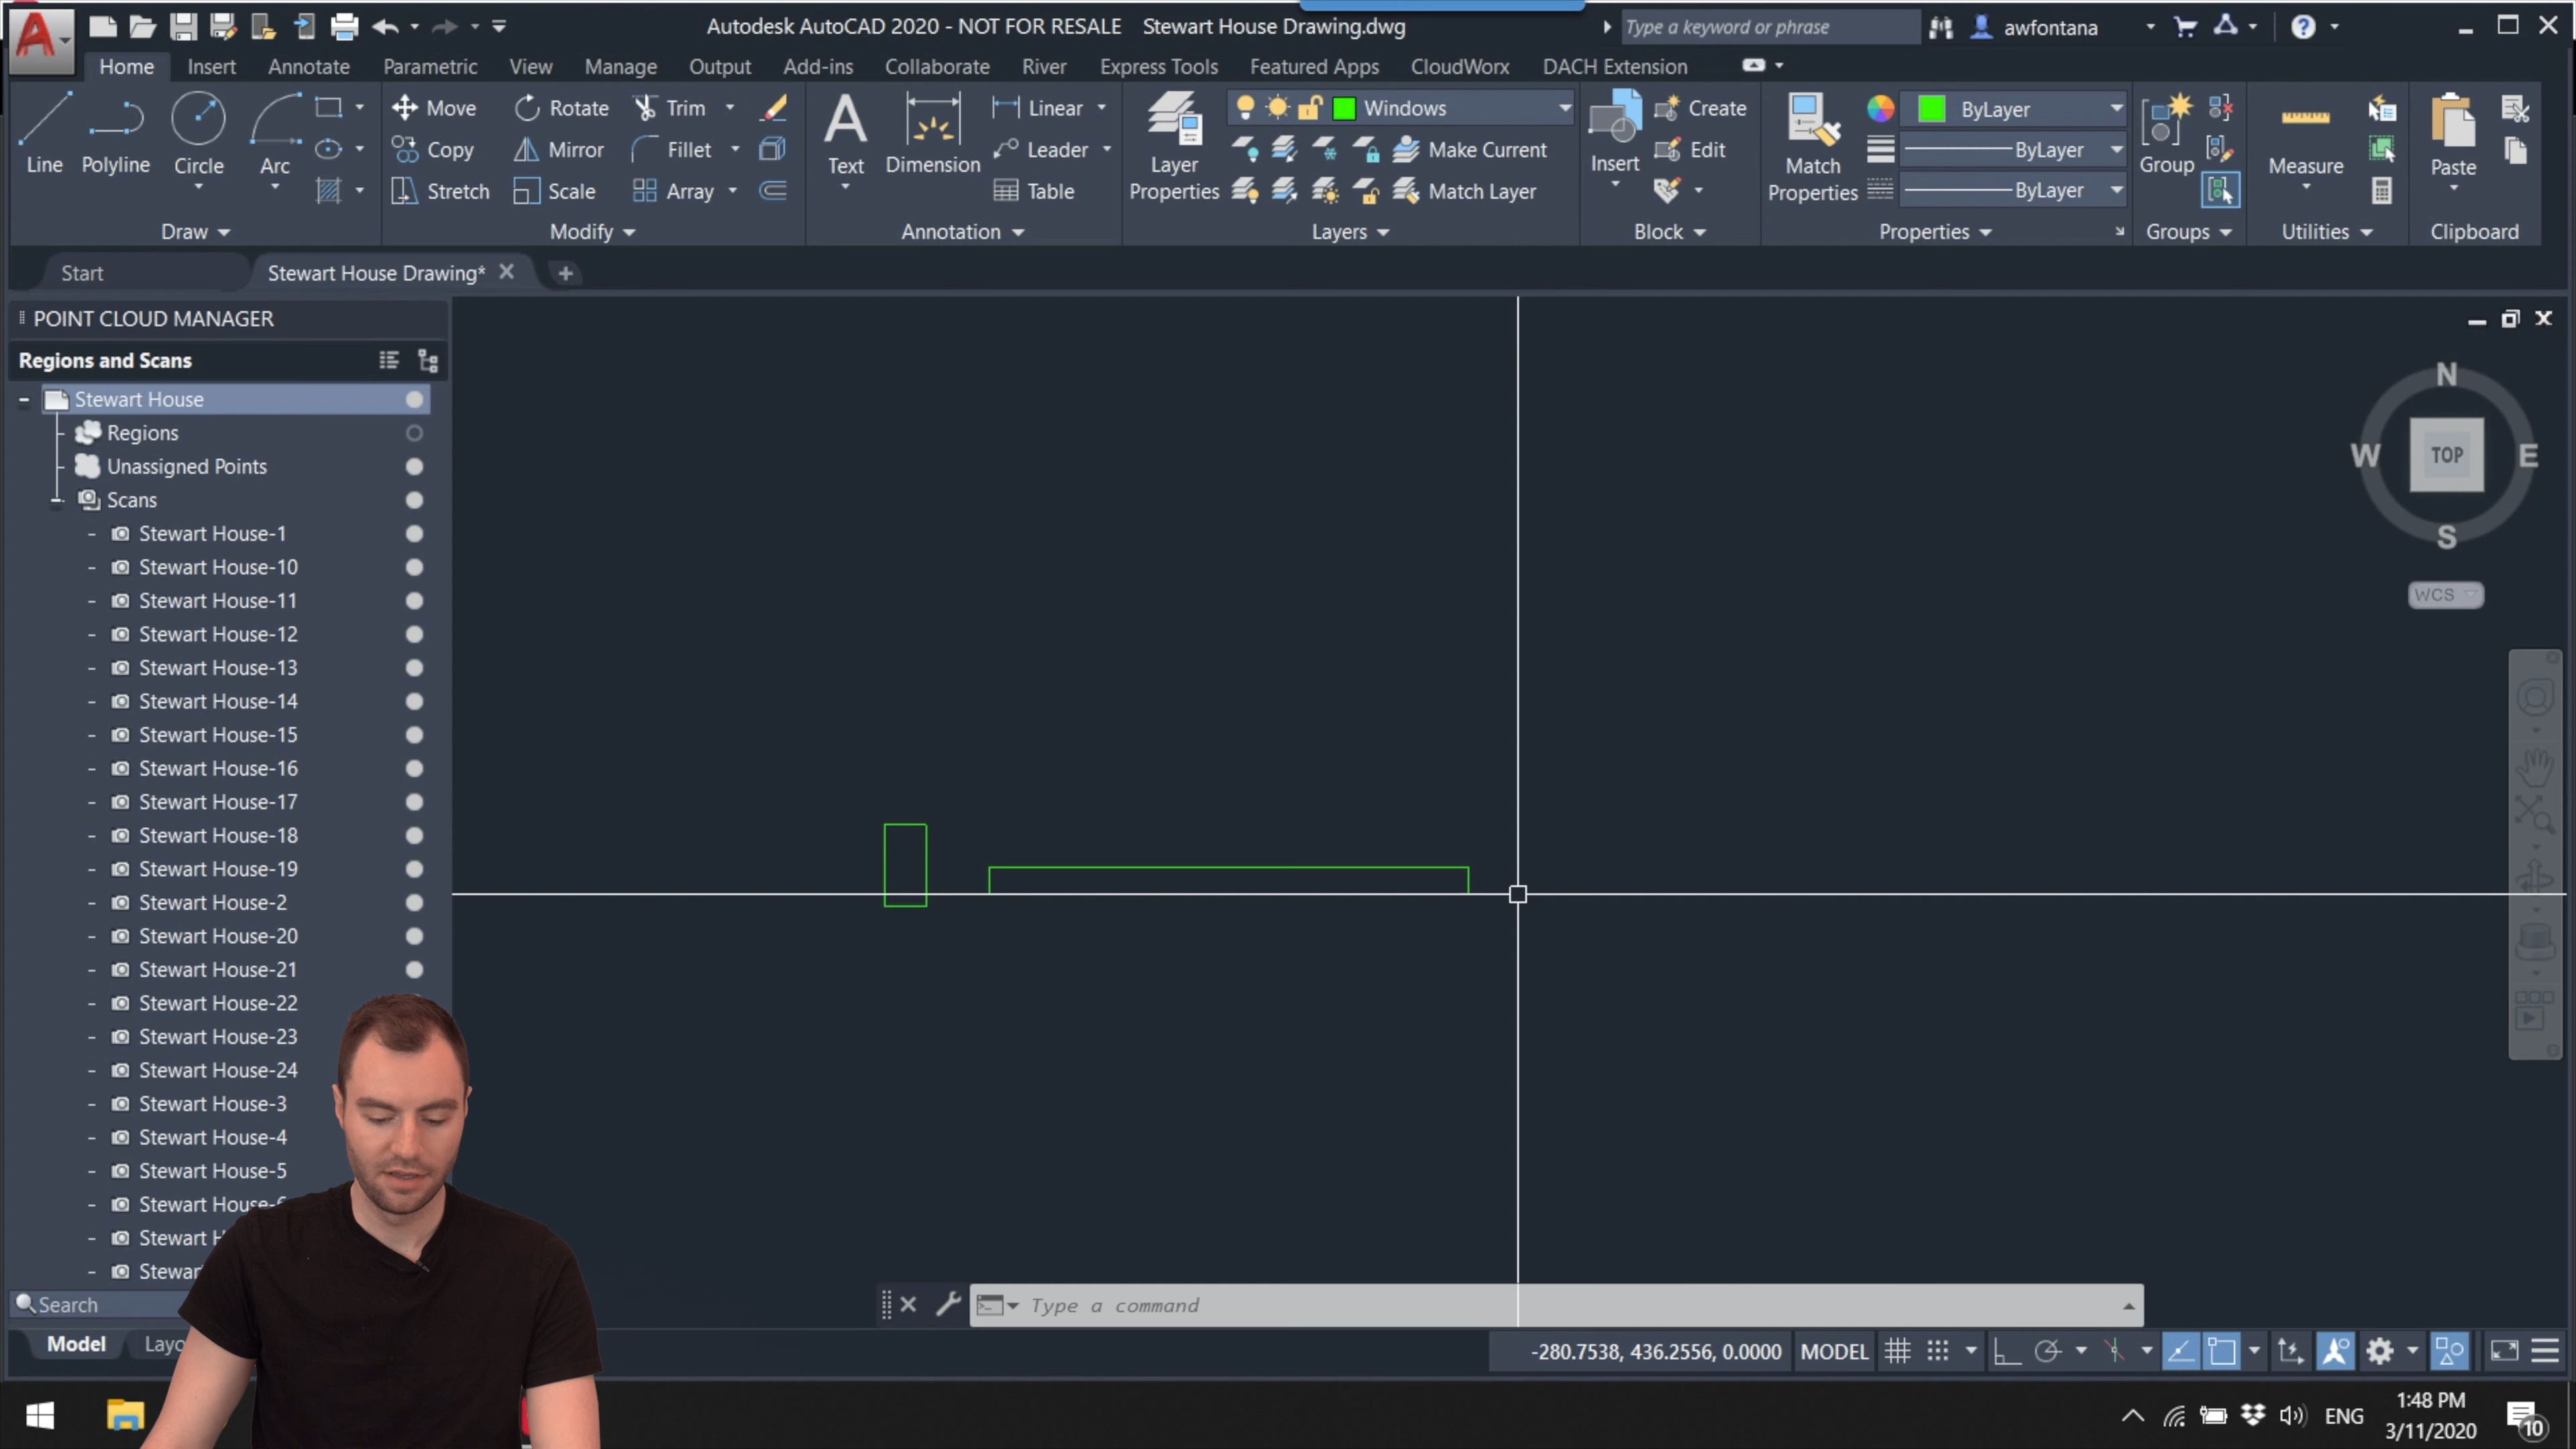 Autodesk AutoCAD 2020 - NOT FOR RESALE Stewart House Drawing.dwg
Type a keyword or phrase
awfontana
Home Insert Annotate Parametric View Manage Output Add-ins Collaborate River Express Tools Featured Apps CloudWorx DACH Extension
Line Polyline Circle Arc
Move Rotate Trim
Copy Mirror Fillet
Stretch Scale Array
Text Dimension
Linear
Leader
Table
Layer Properties
Windows
Make Current
Match Layer
Insert
Create
Edit
Match Properties
ByLayer
ByLayer
ByLayer
Group
Measure
Paste
Draw Modify Annotation Layers Block Properties Groups Utilities Clipboard
Start Stewart House Drawing*
POINT CLOUD MANAGER
Regions and Scans
Stewart House
Regions
Unassigned Points
Scans
Stewart House-1
Stewart House-10
Stewart House-11
Stewart House-12
Stewart House-13
Stewart House-14
Stewart House-15
Stewart House-16
Stewart House-17
Stewart House-18
Stewart House-19
Stewart House-2
Stewart House-20
Stewart House-21
Stewart House-22
Stewart House-23
Stewart House-24
Stewart House-3
Stewart House-4
Stewart House-5
Stewart House-
Stewart
Search
N
W TOP E
S
WCS
Type a command
Model
-280.7538, 436.2556, 0.0000 MODEL
ENG
1:48 PM
3/11/2020
10